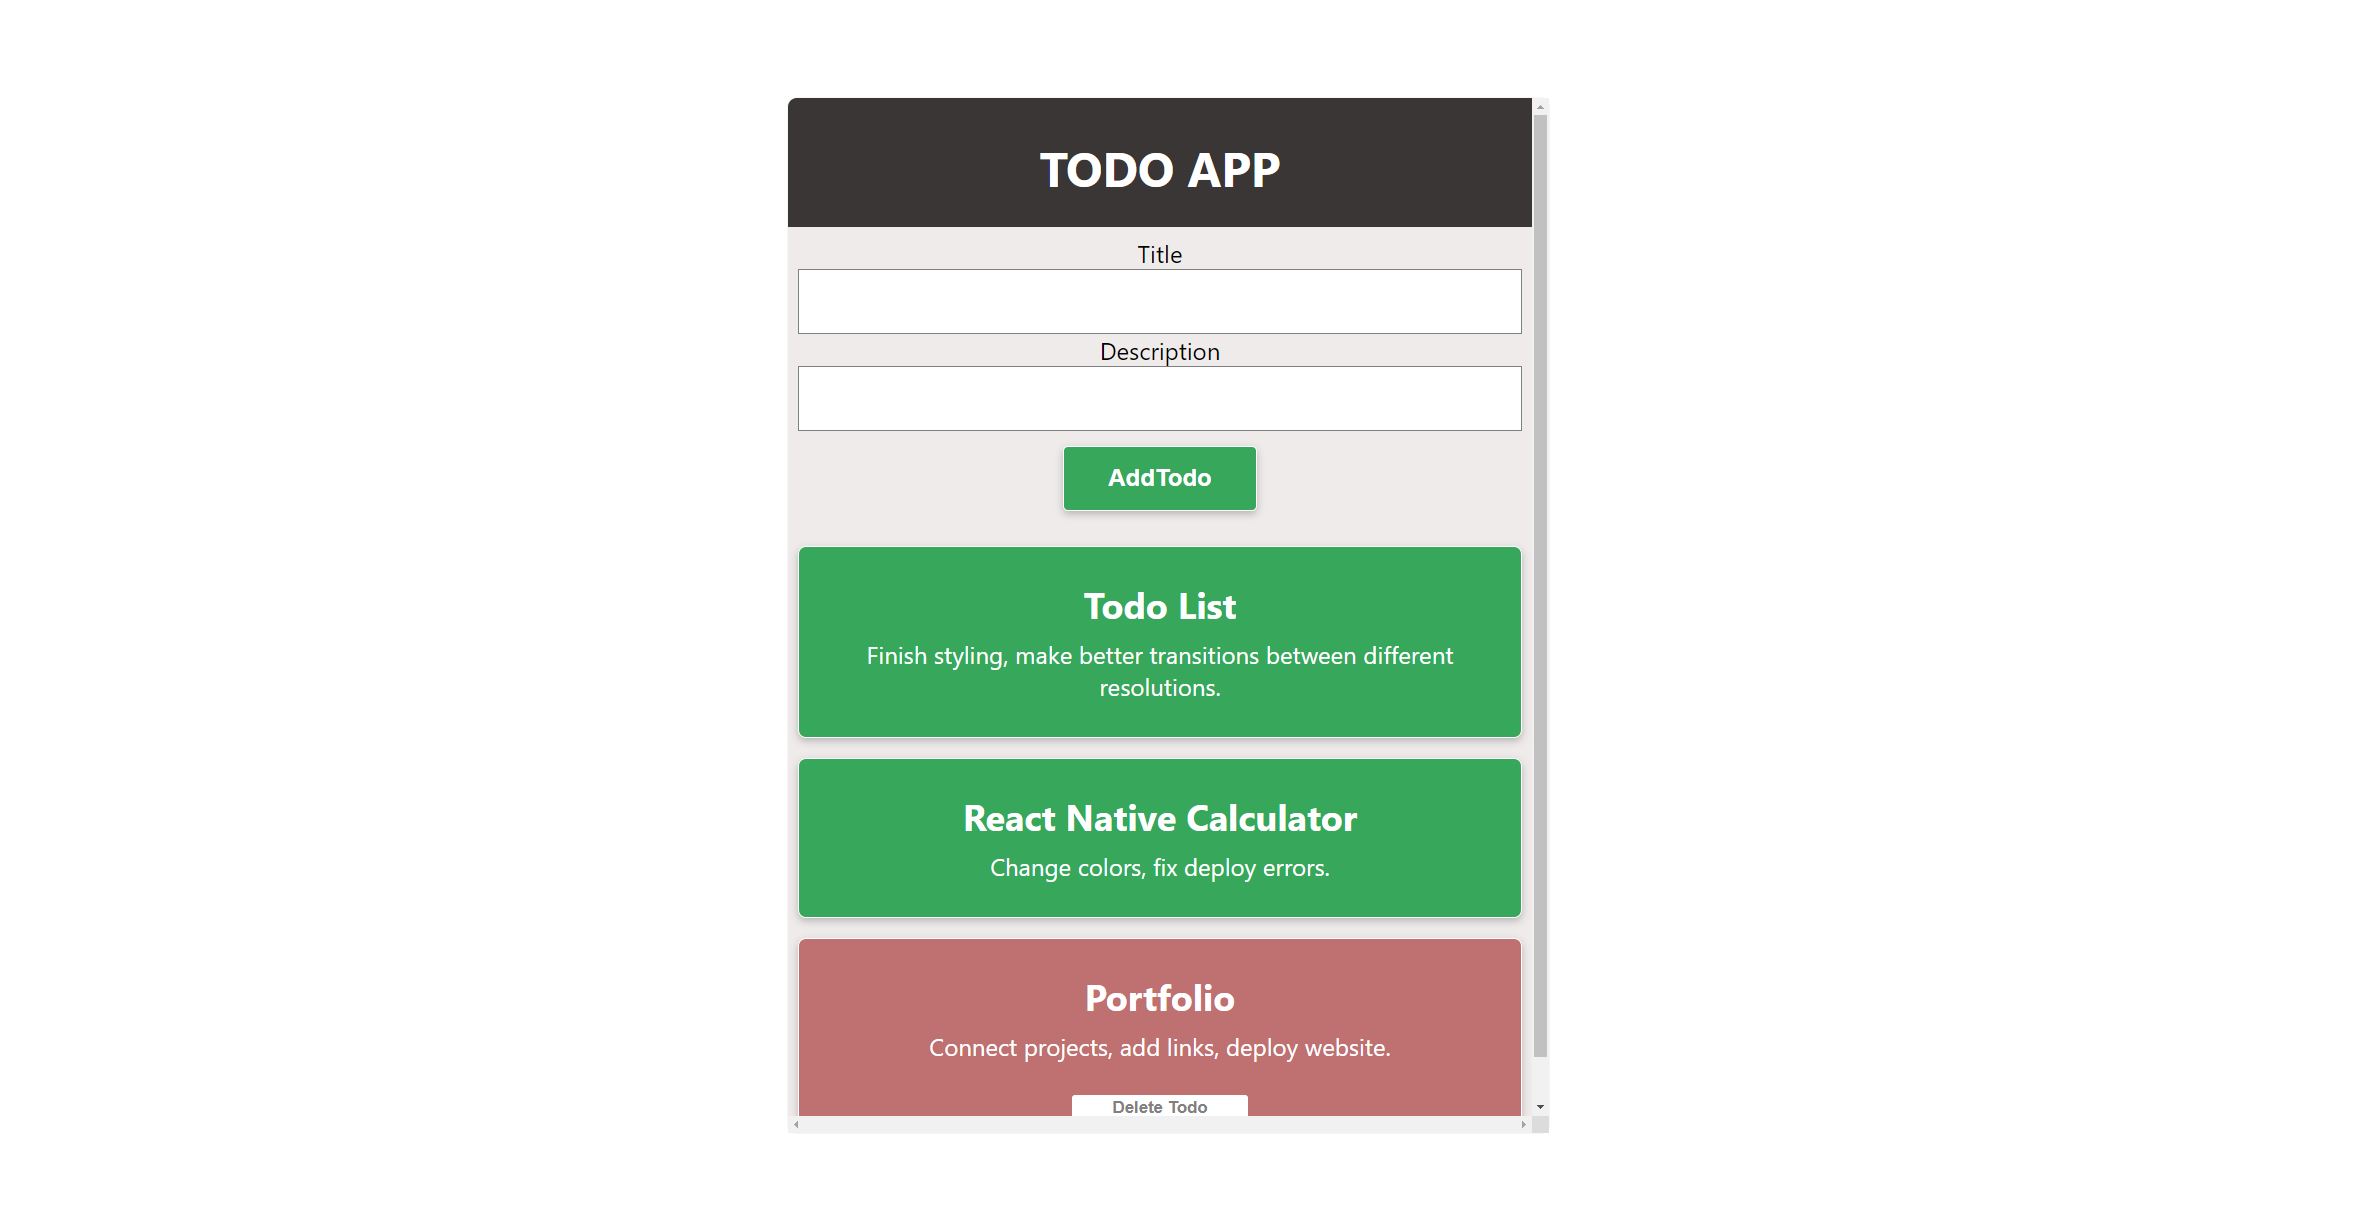 TODO APP
Title
Description
AddTodo
Todo List
Finish styling, make better transitions between different
resolutions.
React Native Calculator
Change colors, fix deploy errors.
Portfolio
Connect projects, add links, deploy website.
Delete Todo